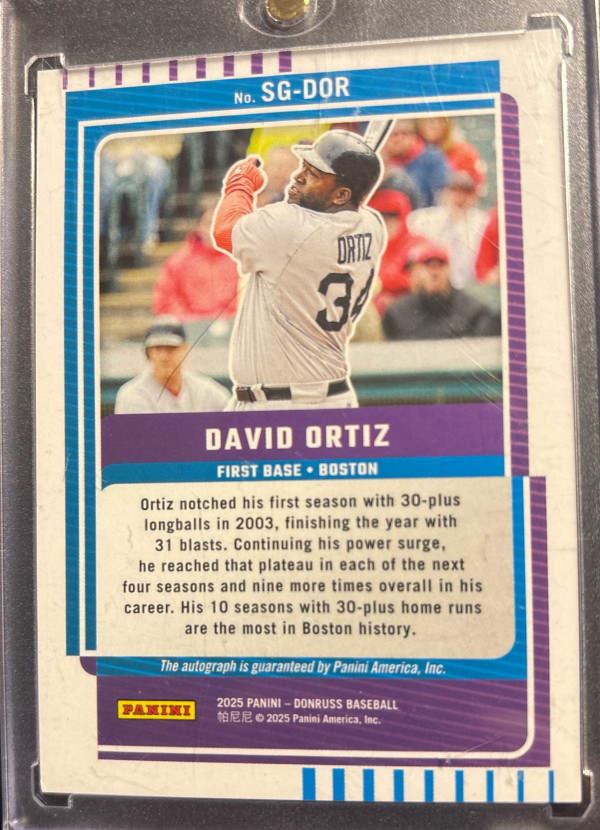 No. SG-DOR
ORTIZ
34
DAVID ORTIZ
FIRST BASE • BOSTON
Ortiz notched his first season with 30-plus
longballs in 2003, finishing the year with
31 blasts. Continuing his power surge,
he reached that plateau in each of the next
four seasons and nine more times overall in his
career. His 10 seasons with 30-plus home runs
are the most in Boston history.
The autograph is guaranteed by Panini America, Inc.
PANINI
2025 PANINI – DONRUSS BASEBALL
帕尼尼 © 2025 Panini America, Inc.